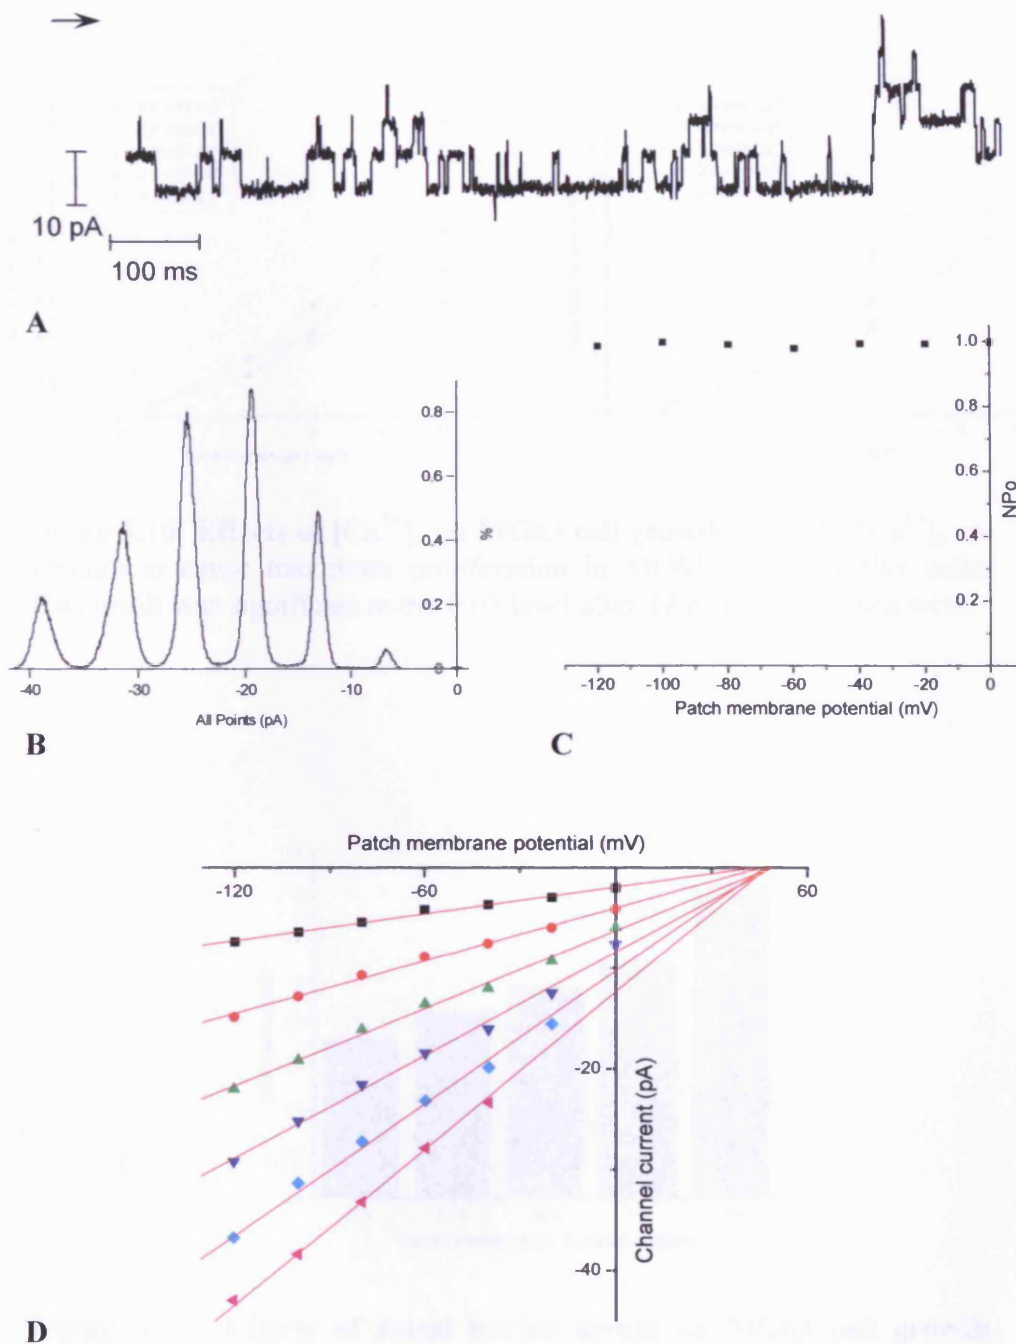 10 pA
100 ms
A
1.0
0.8
0.6
0.4
0.2
NPo
-120 -100 -80 -60 -40 -20 0
Patch membrane potential (mV)
0.8
0.6
0.4
0.2
0
%
-40 -30 -20 -10 0
All Points (pA)
B
C
Patch membrane potential (mV)
-120 -60 60
-20
-40
Channel current (pA)
D